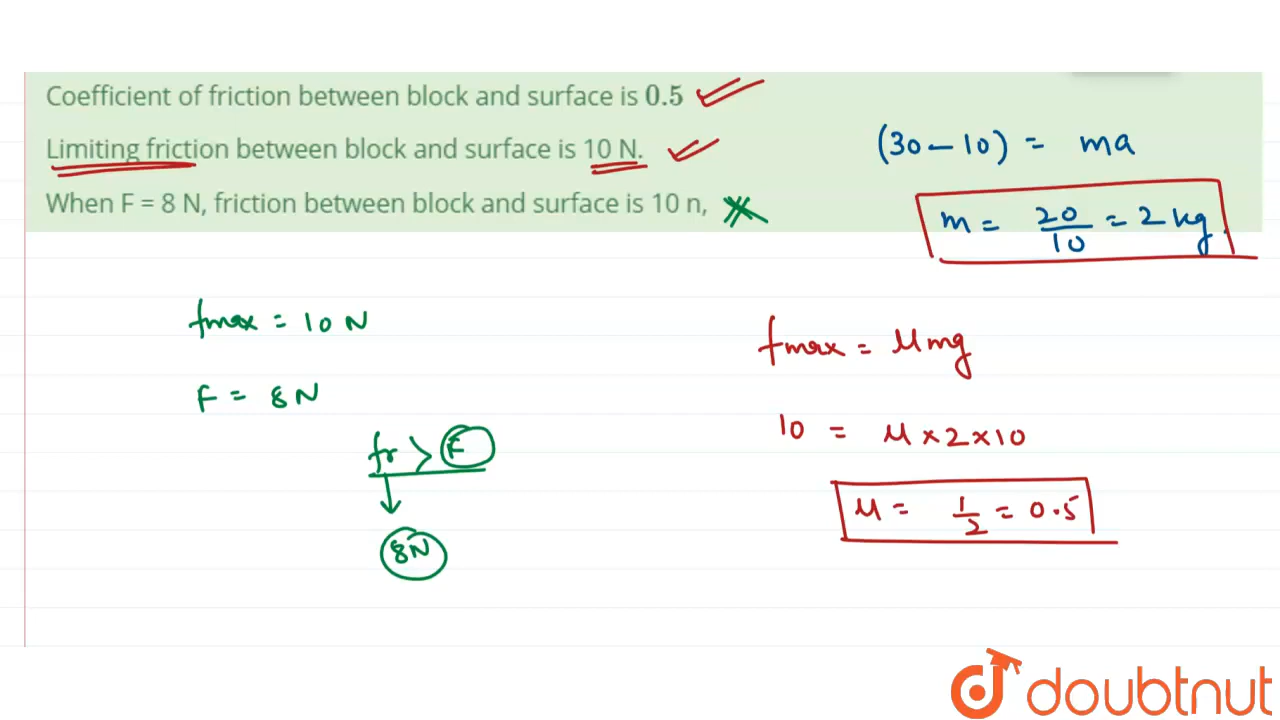 Coefficient of friction between block and surface is 0.5
Limiting friction between block and surface is 10 N.
When F = 8 N, friction between block and surface is 10 n,
(30 - 10) = ma
m = 20/10 = 2 kg.
fmax = 10 N
F = 8N
fr > F
8N
fmax = μmg
10 = μ × 2 × 10
μ = 1/2 = 0.5
doubtnut